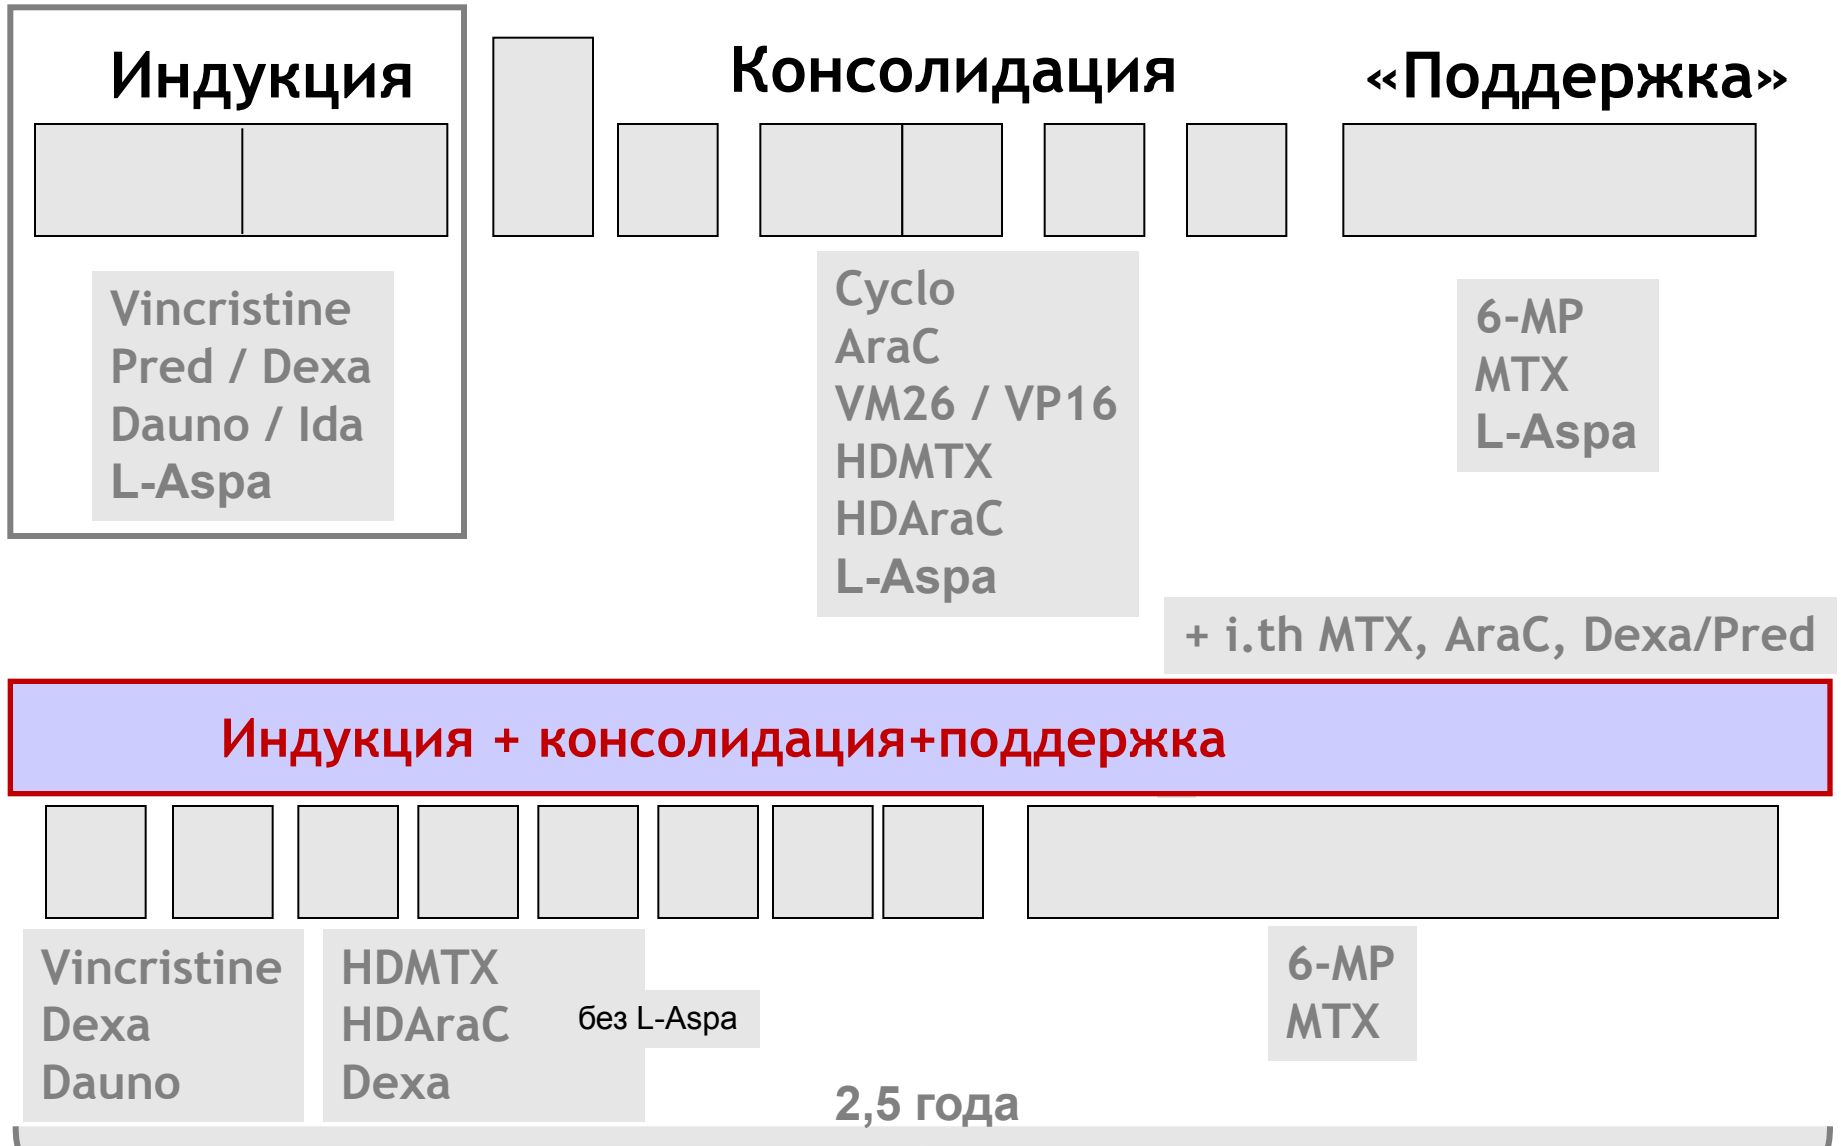 Индукция
Консолидация
«Поддержка»
Vincristine
Pred / Dexa
Dauno / Ida
L-Aspa
Cyclo
AraC
VM26 / VP16
HDMTX
HDAraC
L-Aspa
6-MP
MTX
L-Aspa
+ i.th MTX, AraC, Dexa/Pred
Индукция + консолидация+поддержка
Vincristine
Dexa
Dauno
HDMTX
HDAraC
Dexa
без L-Aspa
6-MP
MTX
2,5 года